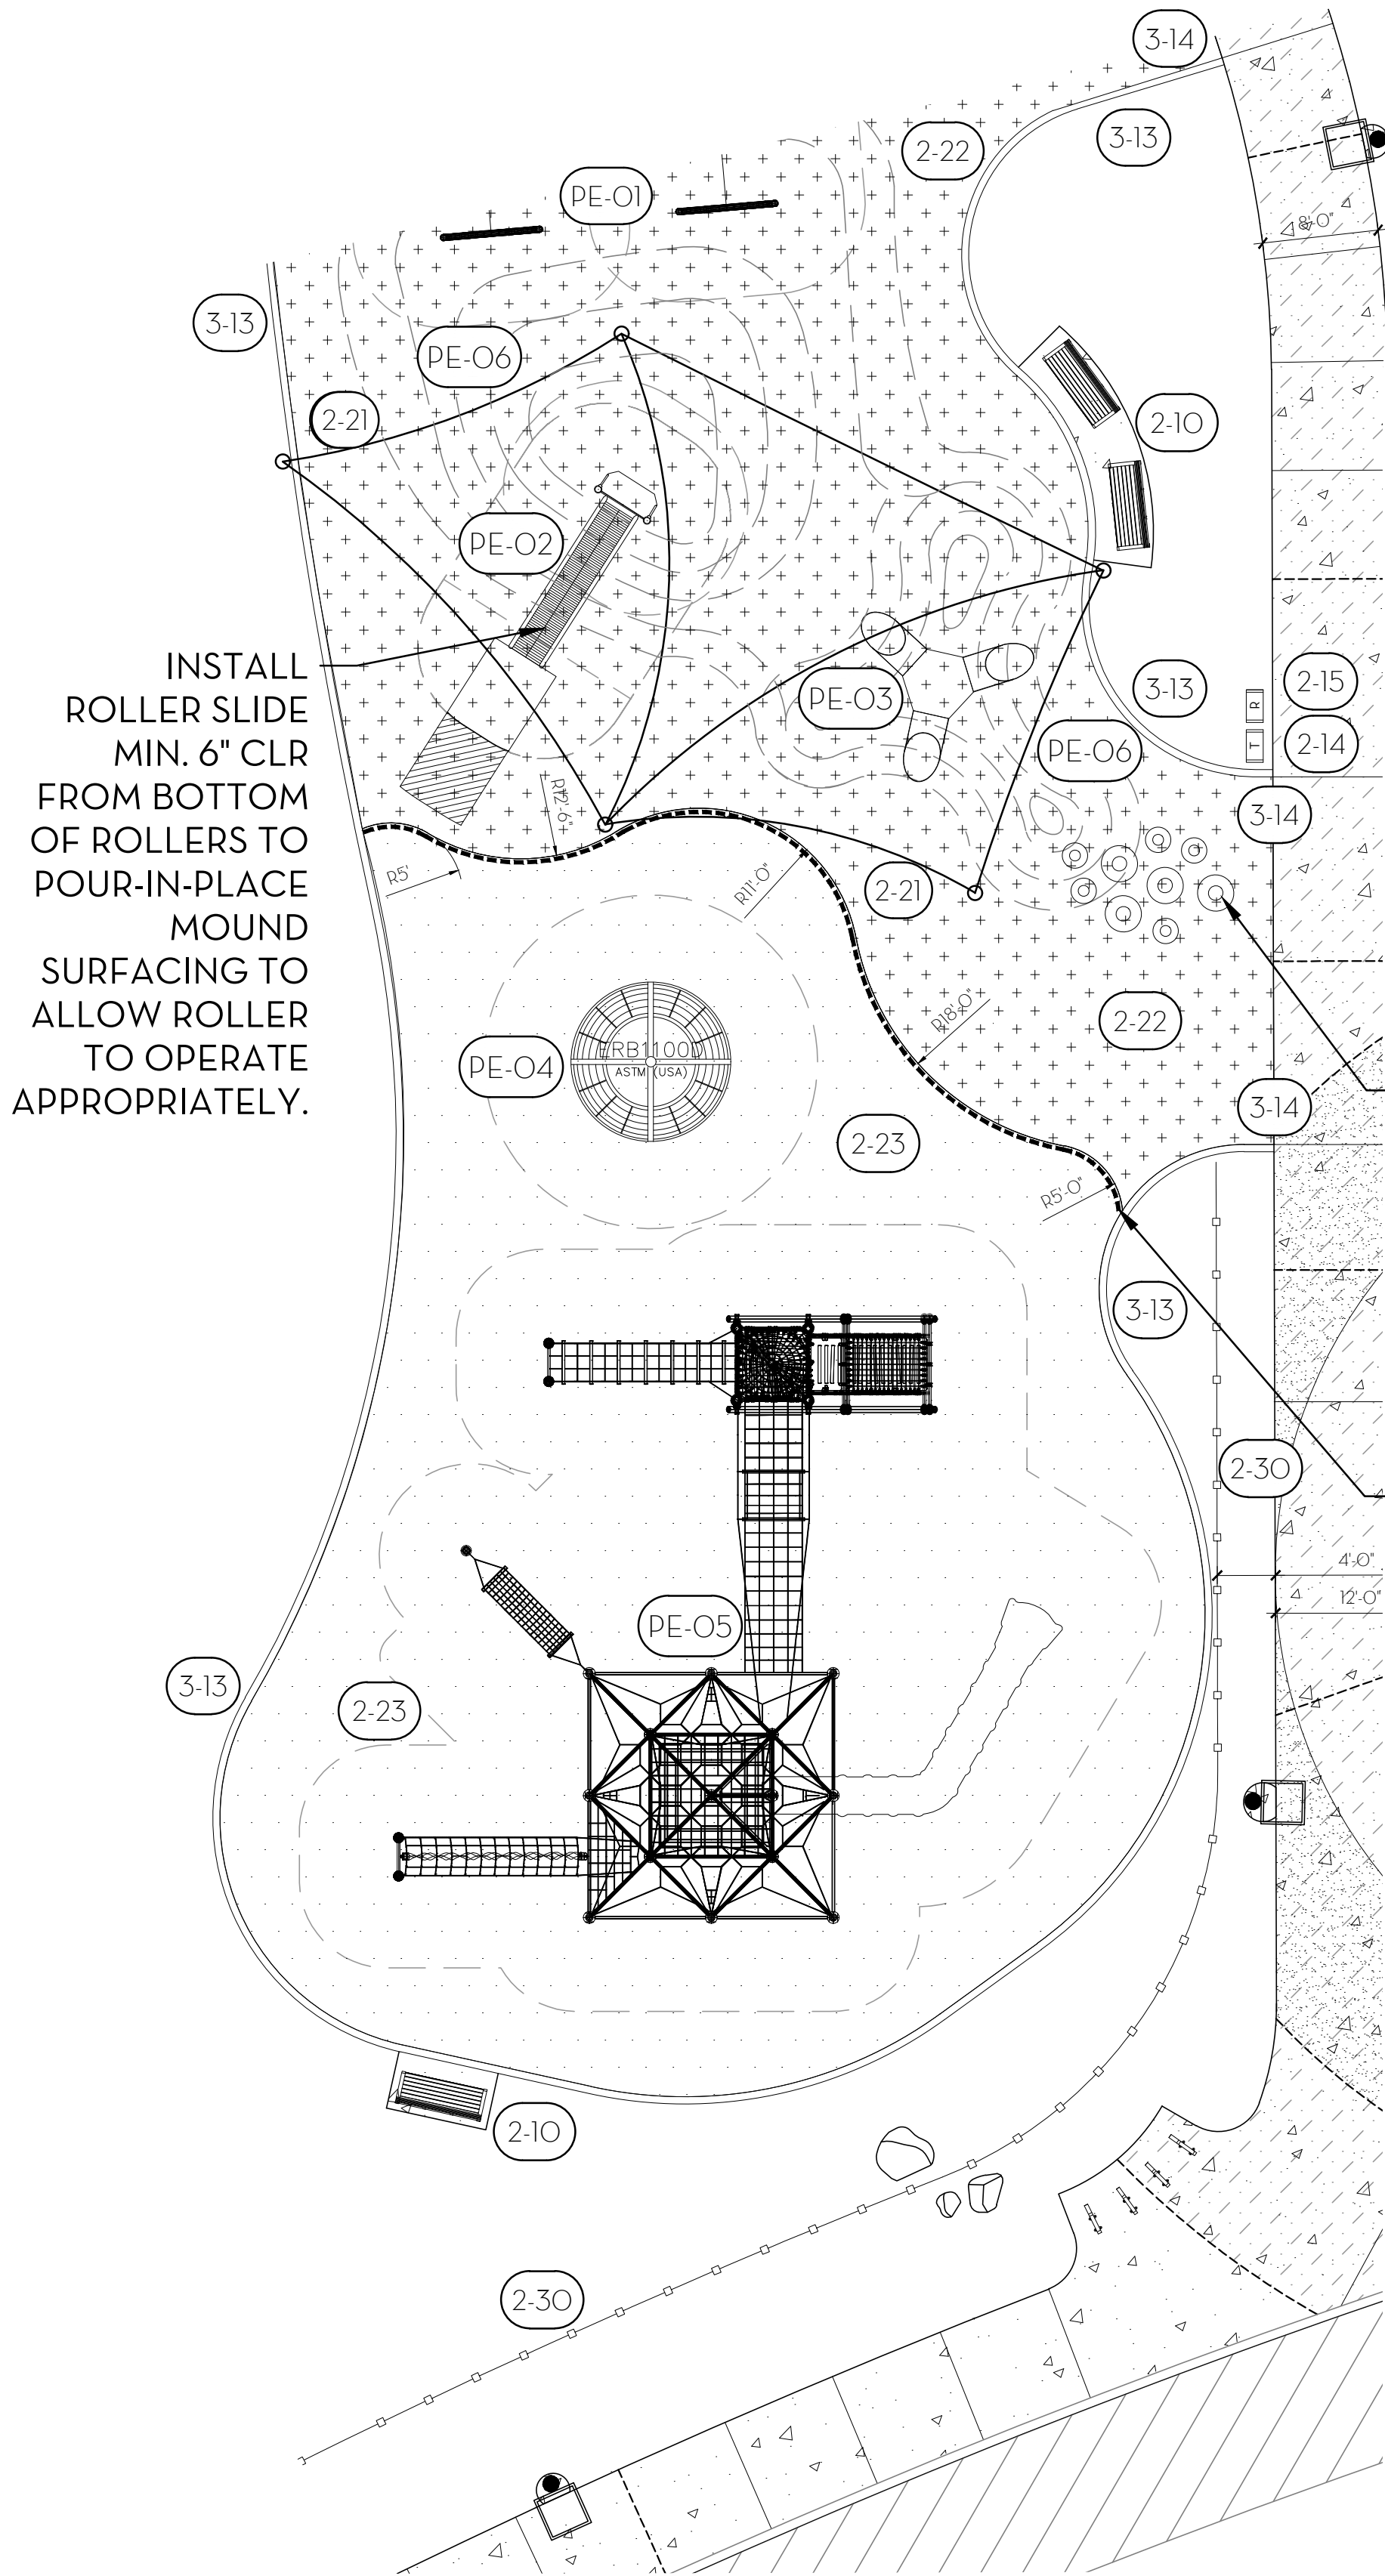 3-14
3-13
2-22
PE-01
8'-0"
3-13
PE-06
2-21
2-10
PE-02
INSTALL
ROLLER SLIDE
MIN. 6" CLR
FROM BOTTOM
OF ROLLERS TO
POUR-IN-PLACE
MOUND
SURFACING TO
ALLOW ROLLER
TO OPERATE
APPROPRIATELY.
PE-03
3-13
R
2-15
T
2-14
PE-06
R12'-6"
3-14
R5'
R11'-0"
2-21
R18'-0"
2-22
PE-04
ERB1100D
ASTM (USA)
3-14
2-23
R5'-0"
3-13
2-30
4'-0"
12'-0"
PE-05
3-13
2-23
2-10
2-30